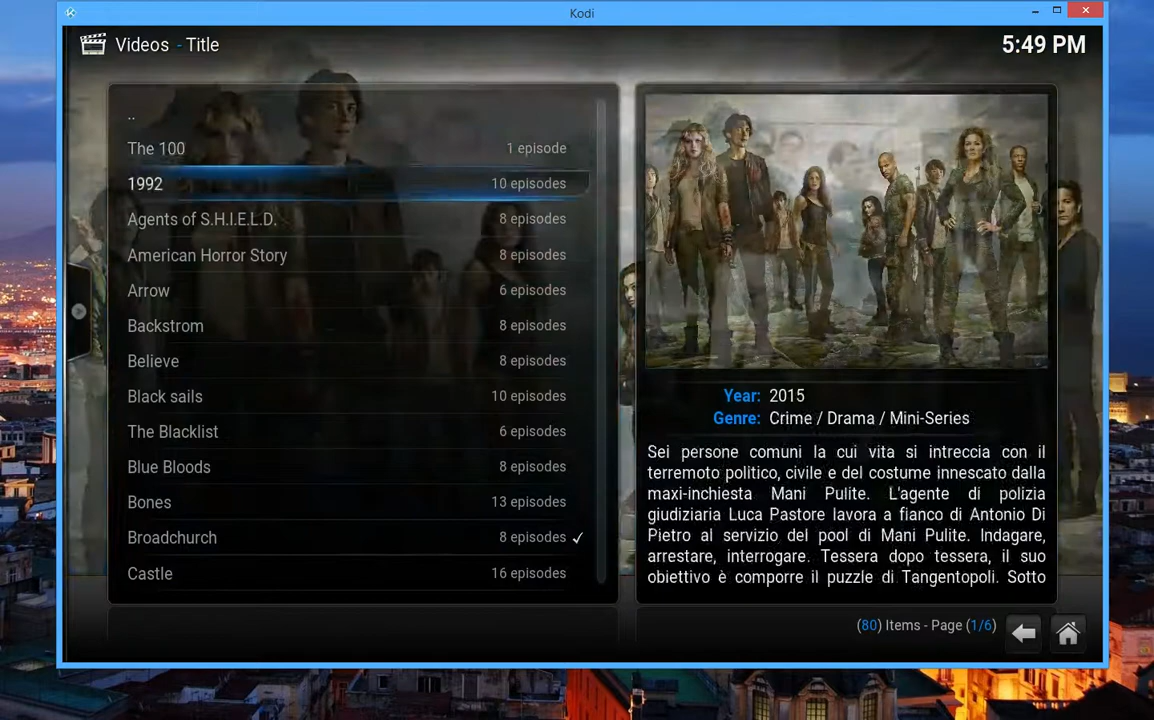 Kodi
Videos - Title
5:49 PM
..
The 100 1 episode
1992 10 episodes
Agents of S.H.I.E.L.D. 8 episodes
American Horror Story 8 episodes
Arrow 6 episodes
Backstrom 8 episodes
Believe 8 episodes
Black sails 10 episodes
The Blacklist 6 episodes
Blue Bloods 8 episodes
Bones 13 episodes
Broadchurch 8 episodes
Castle 16 episodes
Year: 2015
Genre: Crime / Drama / Mini-Series
Sei persone comuni la cui vita si intreccia con il
terremoto politico, civile e del costume innescato dalla
maxi-inchiesta Mani Pulite. L'agente di polizia
giudiziaria Luca Pastore lavora a fianco di Antonio Di
Pietro al servizio del pool di Mani Pulite. Indagare,
arrestare, interrogare. Tessera dopo tessera, il suo
obiettivo è comporre il puzzle di Tangentopoli. Sotto
(80) Items - Page (1/6)